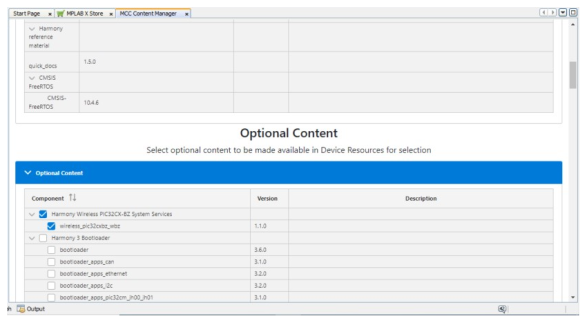 Start Page x MPLAB X Store x MCC Content Manager x
Harmony
reference
material
quick_docs 1.5.0
CMSIS
FreeRTOS
CMSIS-
FreeRTOS 10.4.6
Optional Content
Select optional content to be made available in Device Resources for selection
Optional Content
Component Version Description
Harmony Wireless PIC32CX-BZ System Services
wireless_pic32cxbz_wbz 1.1.0
Harmony 3 Bootloader
bootloader 3.6.0
bootloader_apps_can 3.1.0
bootloader_apps_ethernet 3.2.0
bootloader_apps_i2c 3.2.0
bootloader_apps_pic32cm_jh00_jh01 3.1.0
Output